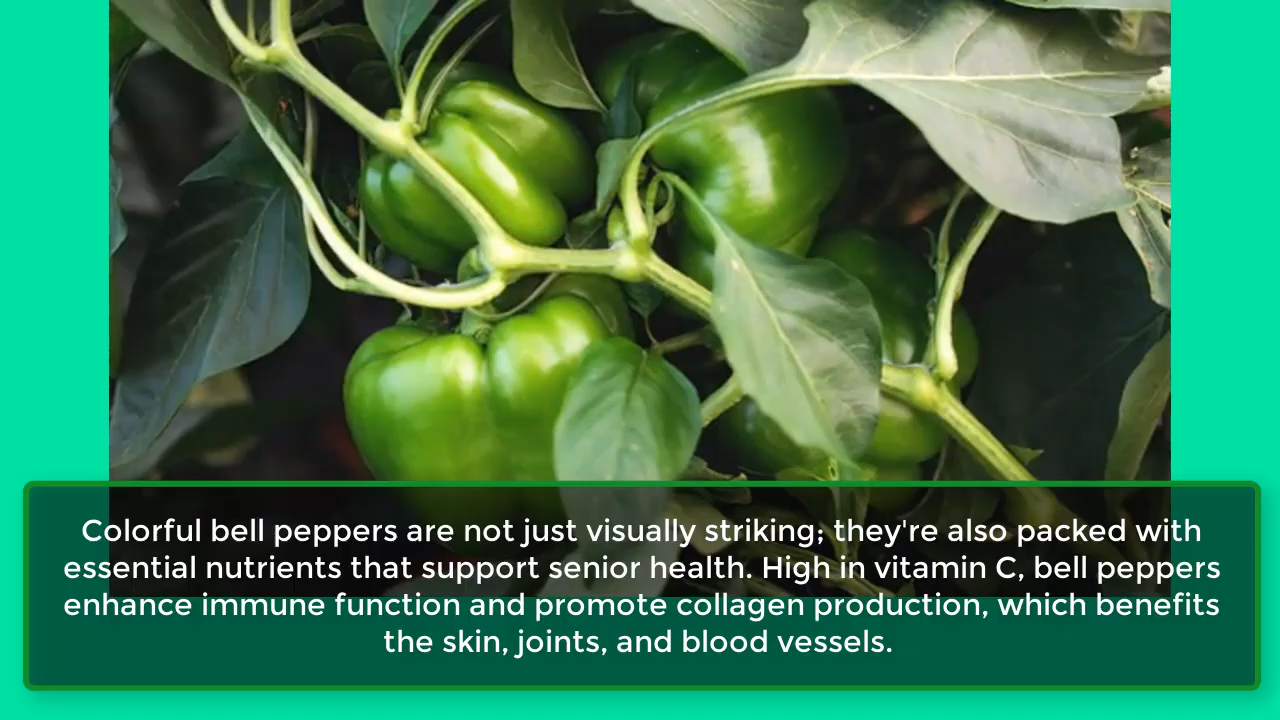 Colorful bell peppers are not just visually striking; they're also packed with
essential nutrients that support senior health. High in vitamin C, bell peppers
enhance immune function and promote collagen production, which benefits
the skin, joints, and blood vessels.